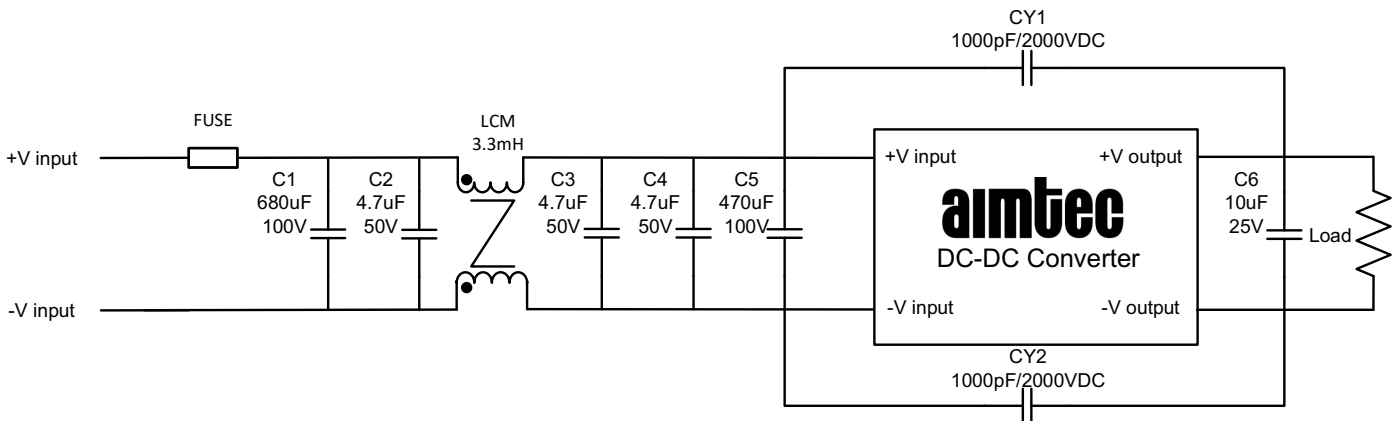 CY1
1000pF/2000VDC
FUSE
LCM
3.3mH
+V input
C1
680uF
100V
C2
4.7uF
50V
C3
4.7uF
50V
C4
4.7uF
50V
C5
470uF
100V
+V input
+V output
aimtec
DC-DC Converter
C6
10uF
25V
Load
-V input
-V input
-V output
CY2
1000pF/2000VDC